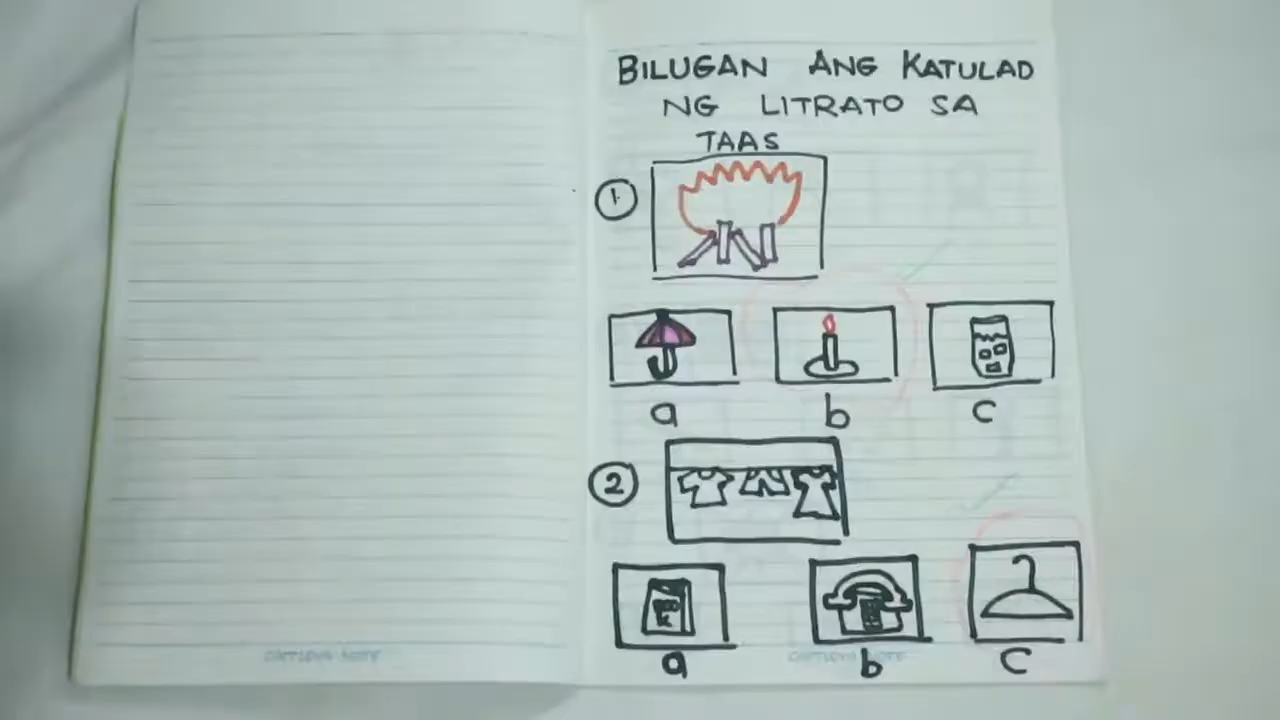 BILUGAN ANG KATULAD
NG LITRATO SA
TAAS
1.
a b c
2
a b c